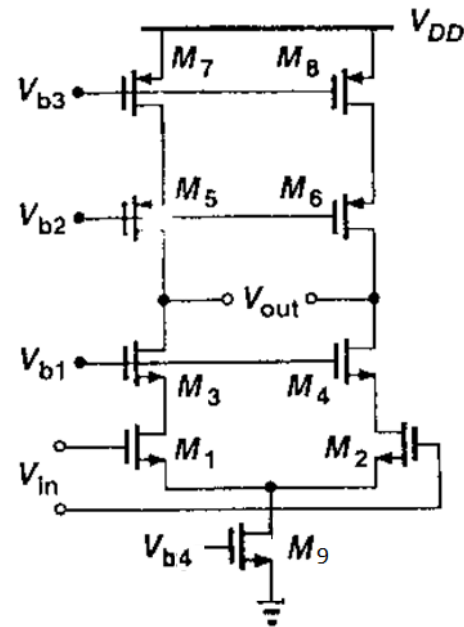 V_DD
M_7 M_8
V_b3
M_5 M_6
V_b2
V_out
V_b1
M_3 M_4
M_1 M_2
V_in
V_b4 M_9